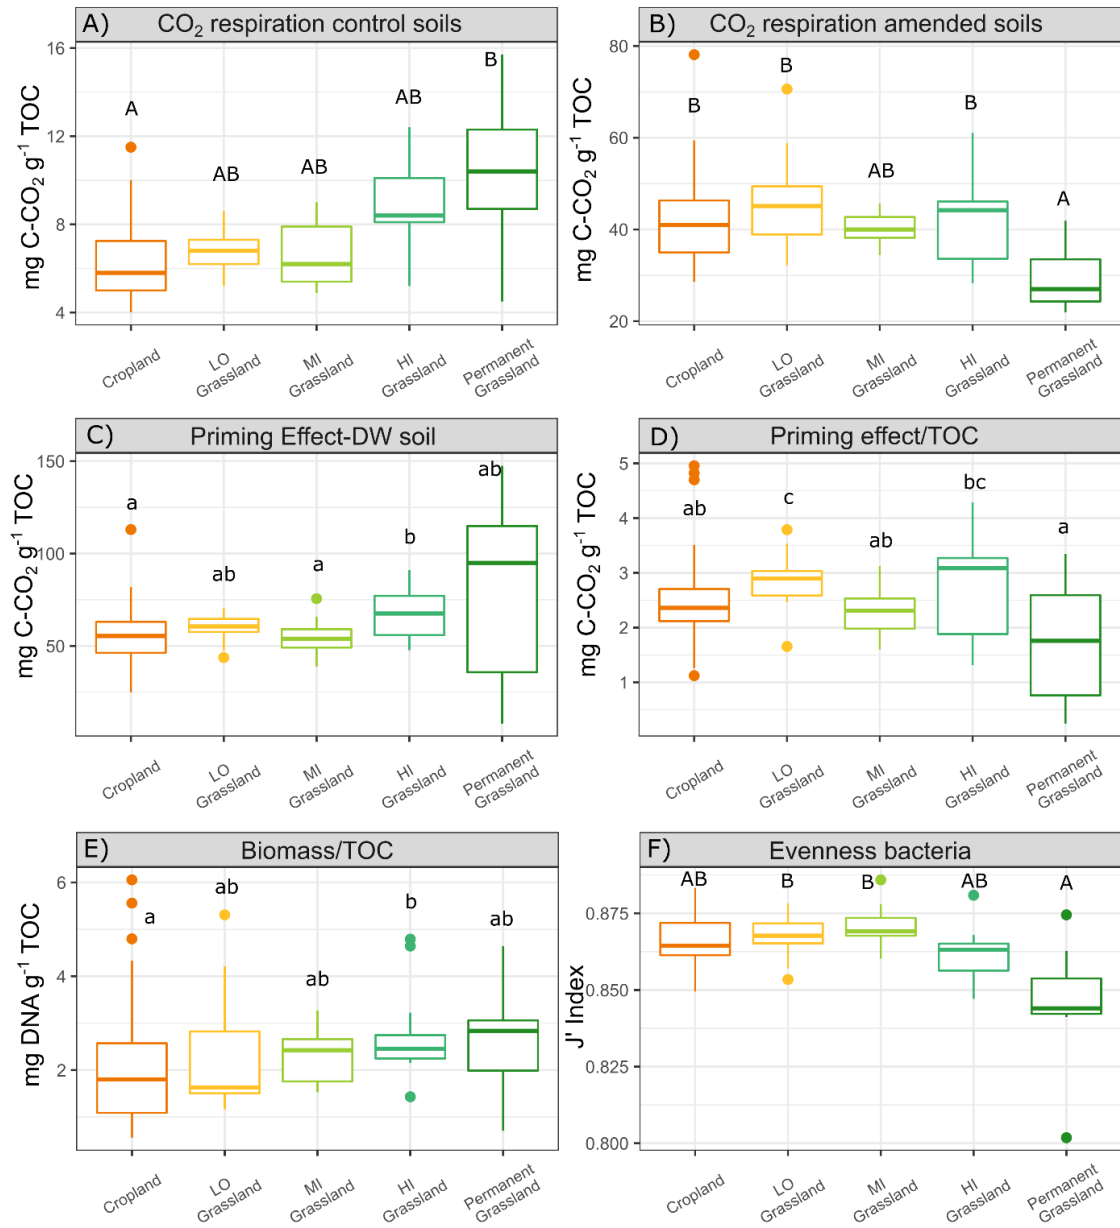 A) CO₂ respiration control soils
mg C-CO₂ g⁻¹ TOC
16
12
8
4
A
AB
AB
AB
B
Cropland
LO
Grassland
MI
Grassland
HI
Grassland
Permanent
Grassland
B) CO₂ respiration amended soils
mg C-CO₂ g⁻¹ TOC
80
60
40
20
B
B
AB
B
A
Cropland
LO
Grassland
MI
Grassland
HI
Grassland
Permanent
Grassland
C) Priming Effect-DW soil
mg C-CO₂ g⁻¹ TOC
150
100
50
a
ab
a
b
ab
Cropland
LO
Grassland
MI
Grassland
HI
Grassland
Permanent
Grassland
D) Priming effect/TOC
mg C-CO₂ g⁻¹ TOC
5
4
3
2
1
ab
c
ab
bc
a
Cropland
LO
Grassland
MI
Grassland
HI
Grassland
Permanent
Grassland
E) Biomass/TOC
mg DNA g⁻¹ TOC
6
4
2
a
ab
ab
b
ab
Cropland
LO
Grassland
MI
Grassland
HI
Grassland
Permanent
Grassland
F) Evenness bacteria
J' Index
0.875
0.850
0.825
0.800
AB
B
B
AB
A
Cropland
LO
Grassland
MI
Grassland
HI
Grassland
Permanent
Grassland